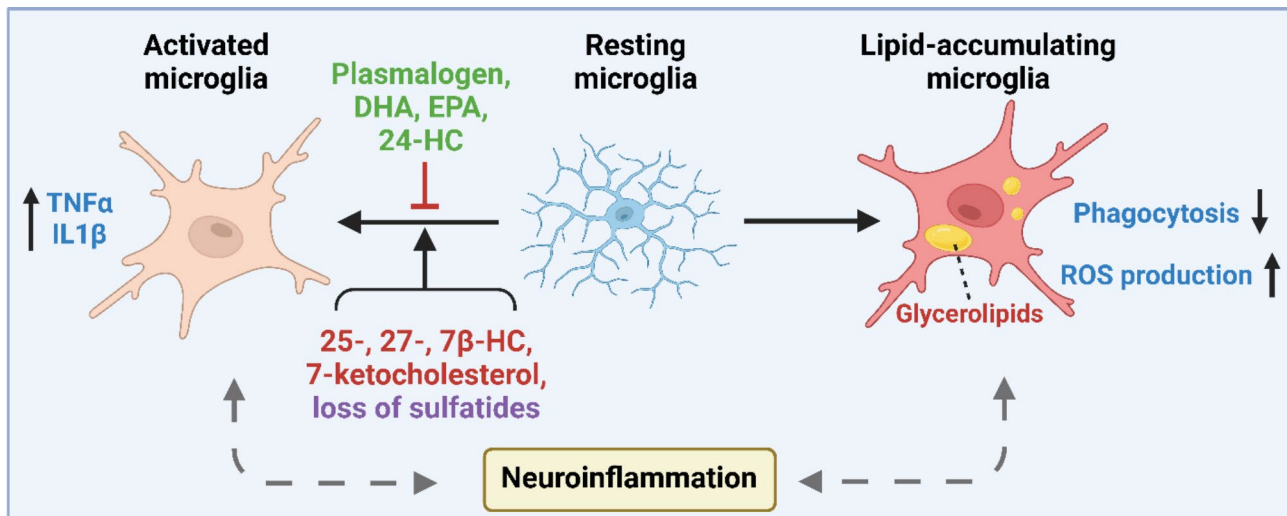 Activated
microglia
Plasmalogen,
DHA, EPA,
24-HC
Resting
microglia
Lipid-accumulating
microglia
TNFα
IL1β
Phagocytosis
ROS production
Glycerolipids
25-, 27-, 7β-HC,
7-ketocholesterol,
loss of sulfatides
Neuroinflammation